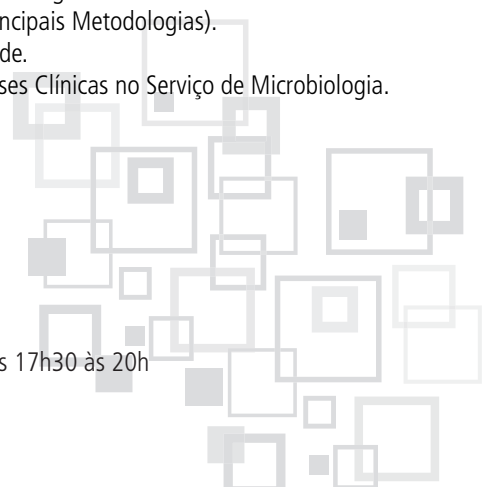 ncipais Metodologias).
de.
ses Clínicas no Serviço de Microbiologia.
s 17h30 às 20h